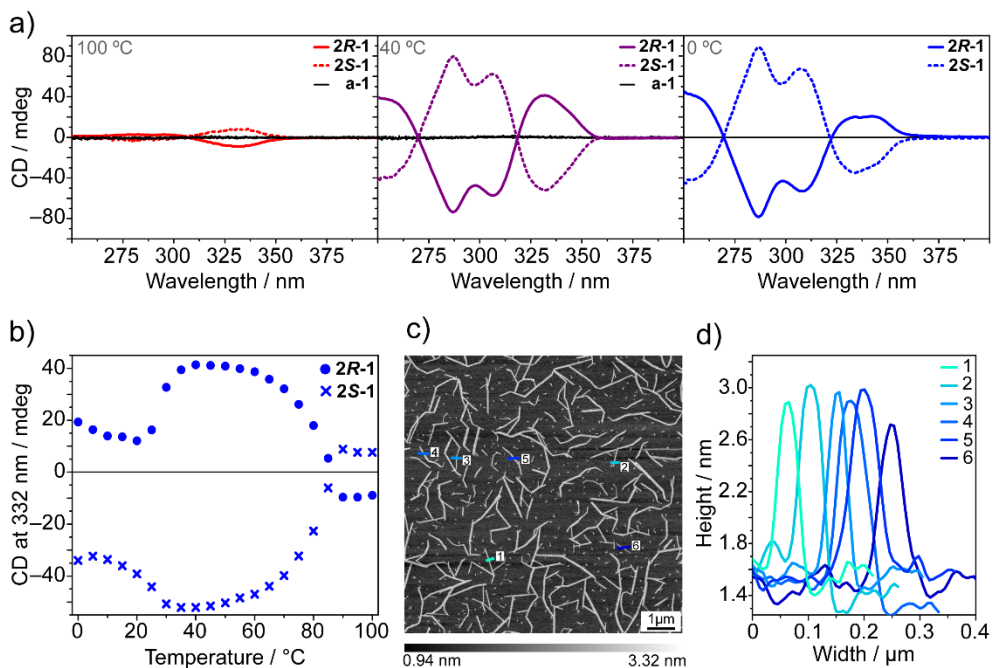 a)
100 ºC
2R-1
2S-1
a-1
40 ºC
2R-1
2S-1
a-1
0 ºC
2R-1
2S-1
CD / mdeg
80
40
0
–40
–80
275 300 325 350 375
275 300 325 350 375
275 300 325 350 375
Wavelength / nm
Wavelength / nm
Wavelength / nm
b)
2R-1
2S-1
CD at 332 nm / mdeg
40
20
0
–20
–40
0 20 40 60 80 100
Temperature / °C
c)
4
3
5
2
1
6
1µm
0.94 nm 3.32 nm
d)
1
2
3
4
5
6
Height / nm
3.0
2.6
2.2
1.8
1.4
0 0.1 0.2 0.3 0.4
Width / µm